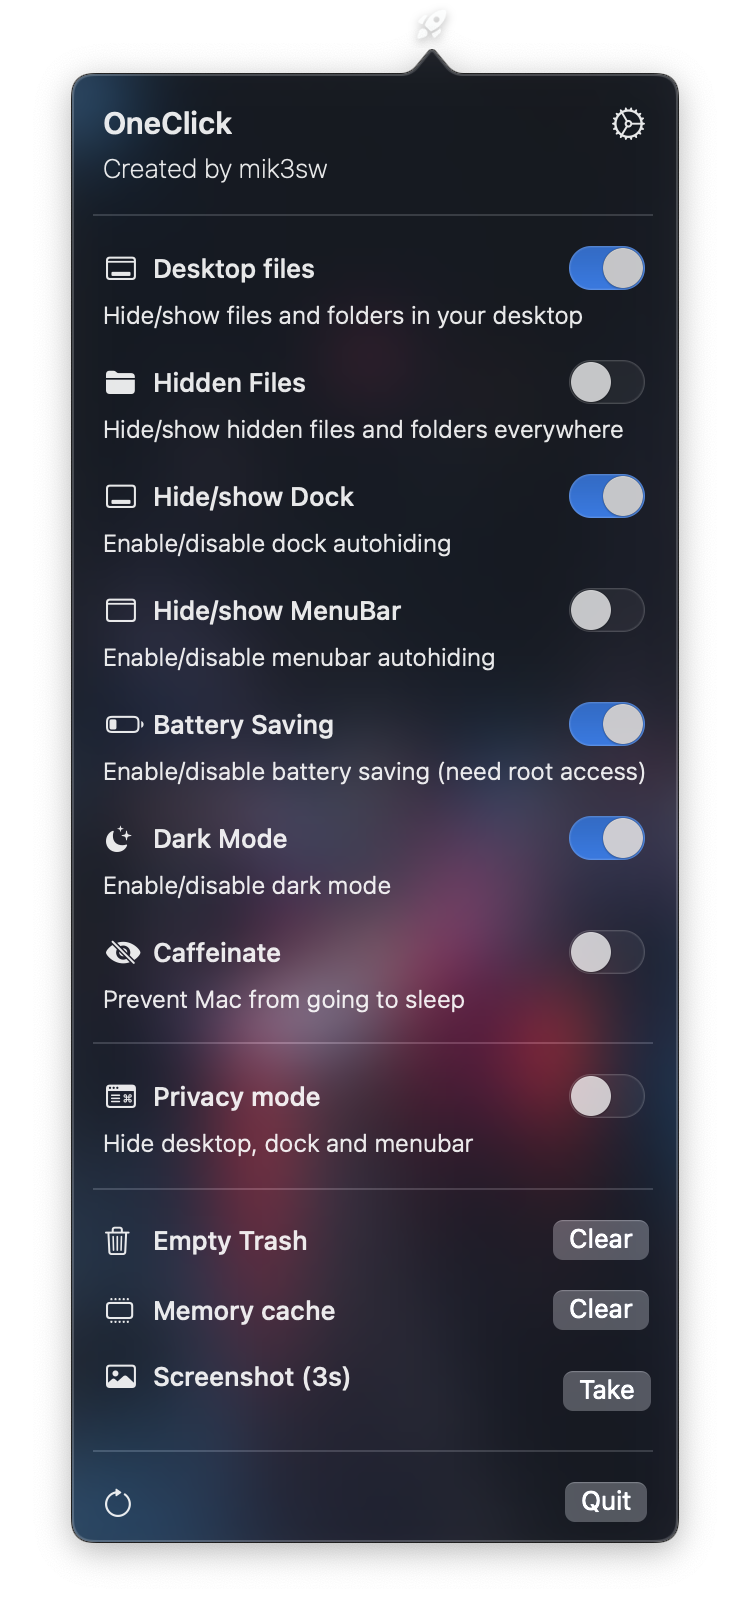 OneClick
Created by mik3sw
Desktop files
Hide/show files and folders in your desktop
Hidden Files
Hide/show hidden files and folders everywhere
Hide/show Dock
Enable/disable dock autohiding
Hide/show MenuBar
Enable/disable menubar autohiding
Battery Saving
Enable/disable battery saving (need root access)
Dark Mode
Enable/disable dark mode
Caffeinate
Prevent Mac from going to sleep
Privacy mode
Hide desktop, dock and menubar
Empty Trash Clear
Memory cache Clear
Screenshot (3s) Take
Quit